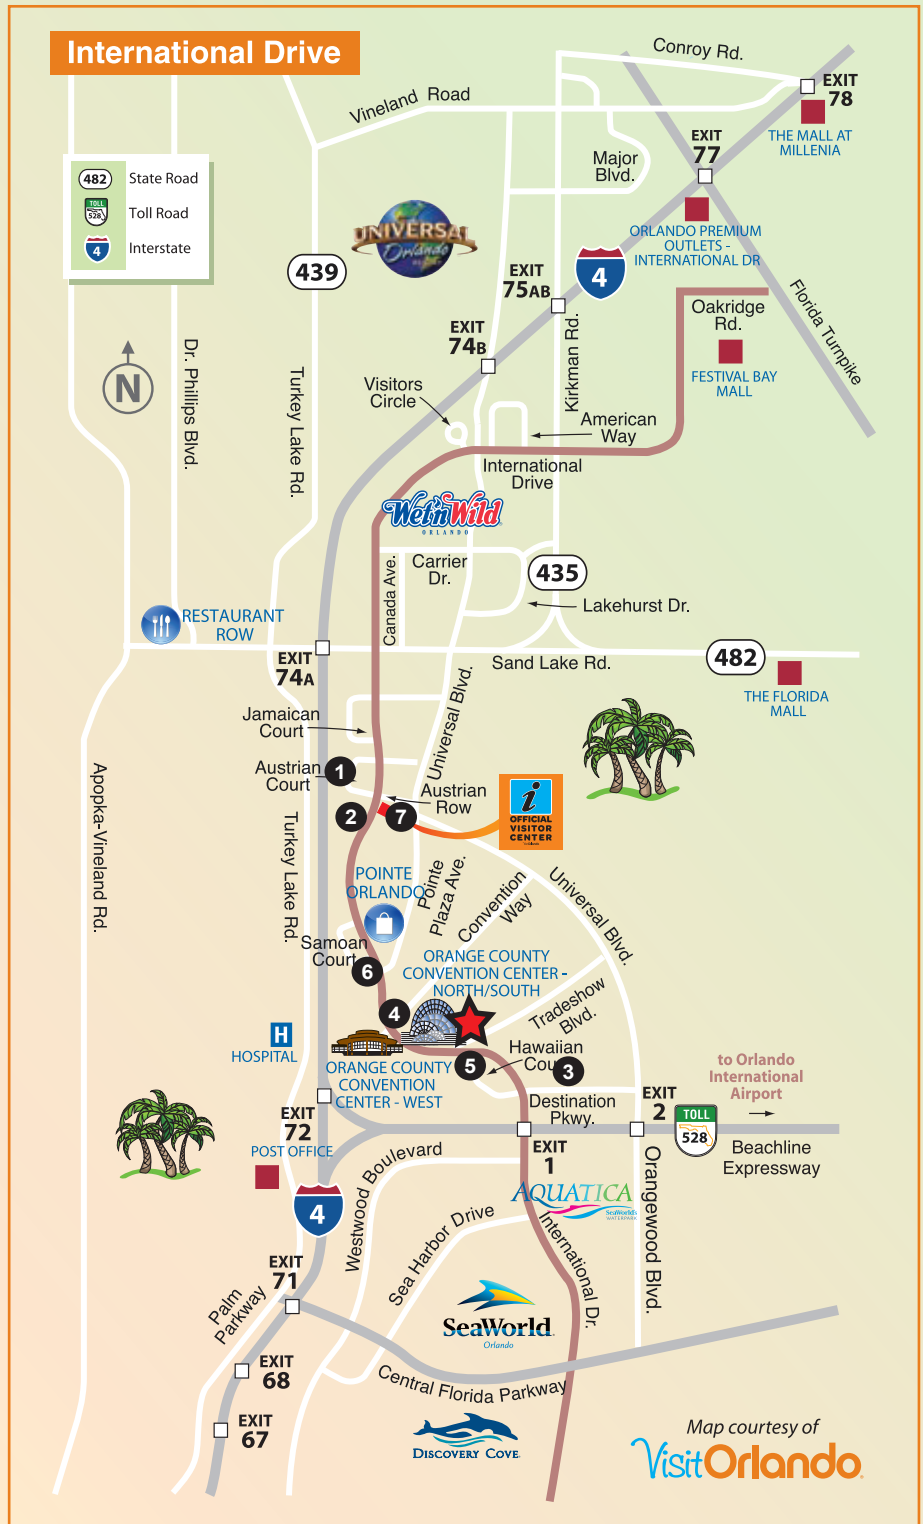 International Drive
Conroy Rd.
Vineland Road
EXIT
78
THE MALL AT
MILLENIA
EXIT
77
Major
Blvd.
482 State Road
TOLL
528
Toll Road
4 Interstate
UNIVERSAL
Orlando
ORLANDO PREMIUM
OUTLETS -
INTERNATIONAL DR
439
EXIT
75AB
4
Florida Turnpike
Oakridge
Rd.
EXIT
74B
Kirkman Rd.
Dr. Phillips Blvd.
N
Turkey Lake Rd.
FESTIVAL BAY
MALL
Visitors
Circle
American
Way
International
Drive
Wet'n Wild
ORLANDO
Canada Ave.
Carrier
Dr.
435
Lakehurst Dr.
RESTAURANT
ROW
EXIT
74A
Sand Lake Rd.
482
THE FLORIDA
MALL
Universal Blvd.
Jamaican
Court
Austrian
Court
1
Austrian
Row
2
7
i
OFFICIAL
VISITOR
CENTER
Apopka-Vineland Rd.
Turkey Lake Rd.
POINTE
ORLANDO
Pointe
Plaza Ave.
Convention
Way
Universal Blvd.
Samoan
Court
6
ORANGE COUNTY
CONVENTION CENTER -
NORTH/SOUTH
4
Tradeshow
Blvd.
H
HOSPITAL
Hawaiian
Cou
5
3
ORANGE COUNTY
CONVENTION
CENTER - WEST
to Orlando
International
Airport
EXIT
2
TOLL
528
Destination
Pkwy.
EXIT
72
POST OFFICE
EXIT
1
Beachline
Expressway
Westwood Boulevard
AQUATICA
SeaWorld's
WATERPARK
4
Sea Harbor Drive
International Dr.
Orangewood Blvd.
EXIT
71
Palm
Parkway
SeaWorld
Orlando
EXIT
68
Central Florida Parkway
EXIT
67
DISCOVERY COVE
Map courtesy of
VisitOrlando